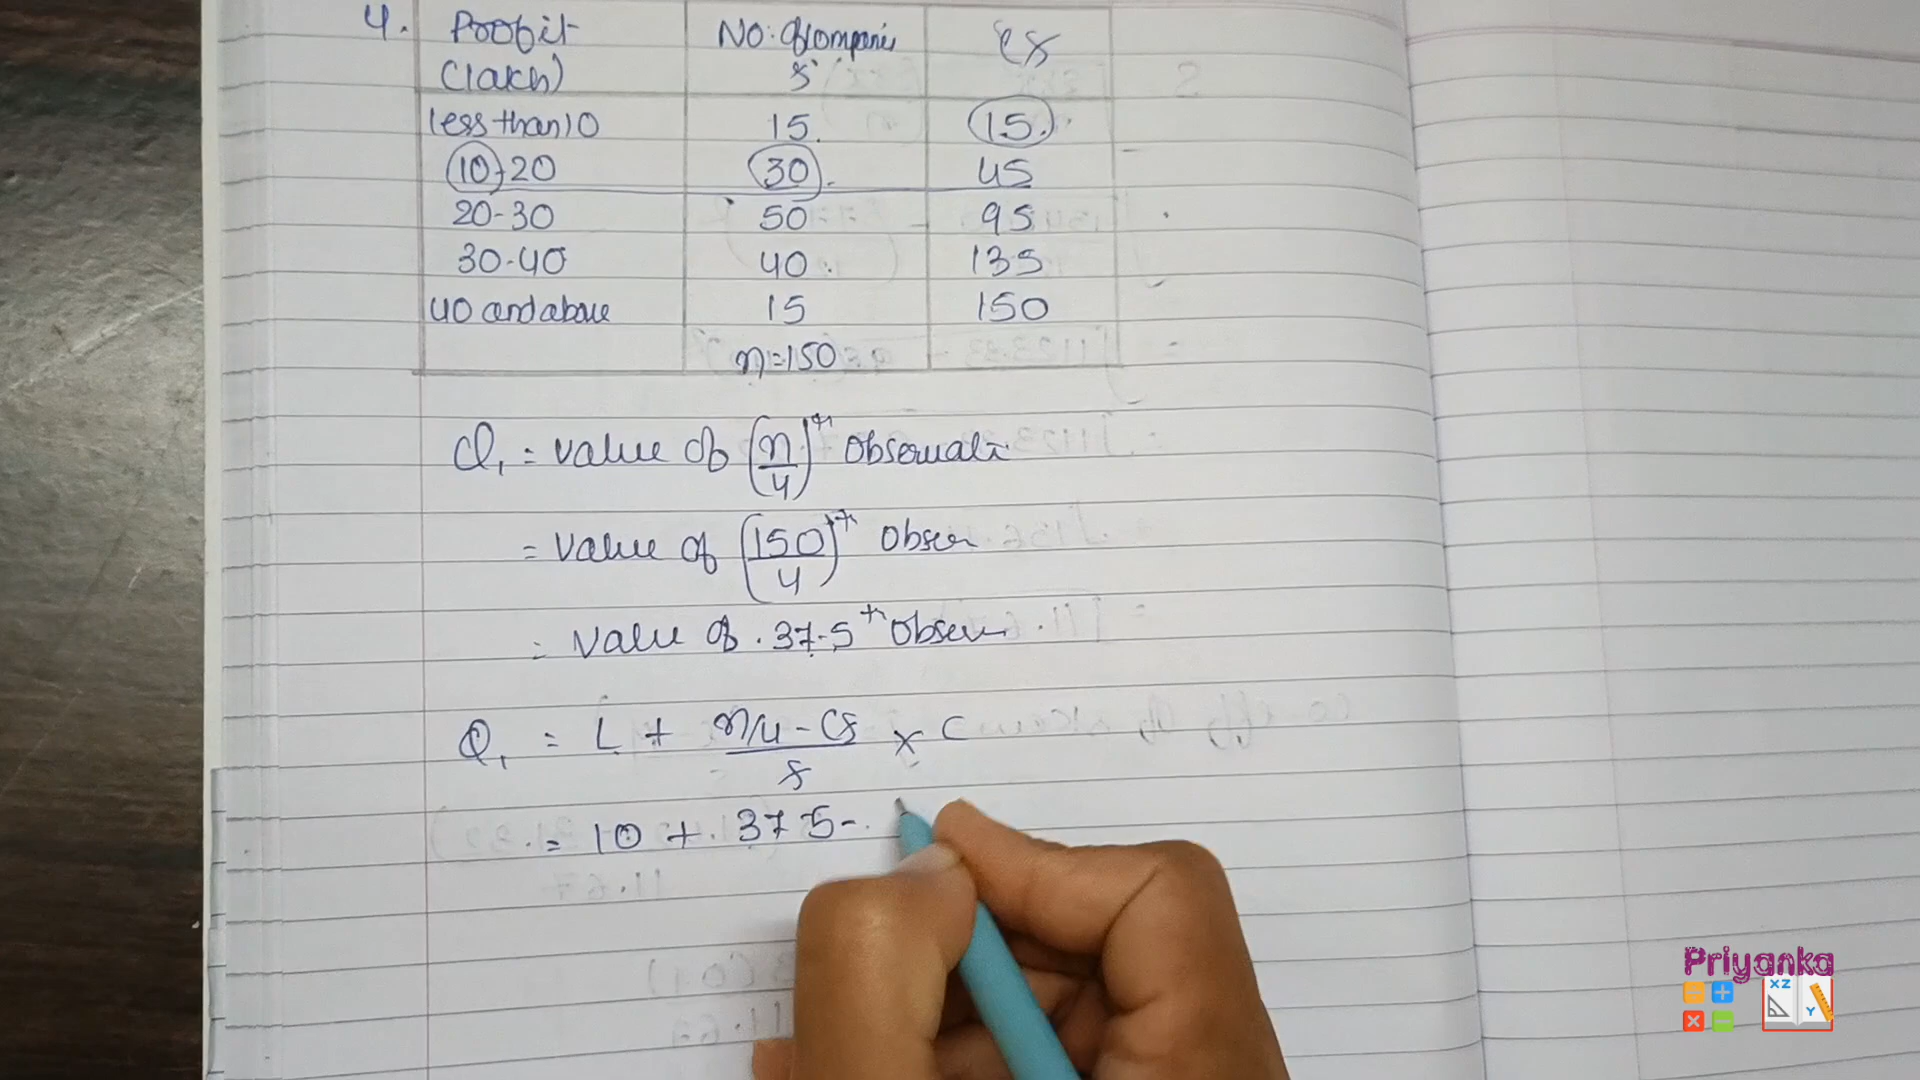 4. Profit No. of Companies cf
(lakh) f
less than 10 15 15
10-20 30 45
20-30 50 95
30-40 40 135
40 and above 15 150
n=150
Q1 = value of (n/4)th Observati
= value of (150/4)th obser
= value of 37.5th obser
Q1 = L + n/4 - cf / f × c
= 10 + 37.5 -
Priyanka
XZ
Y